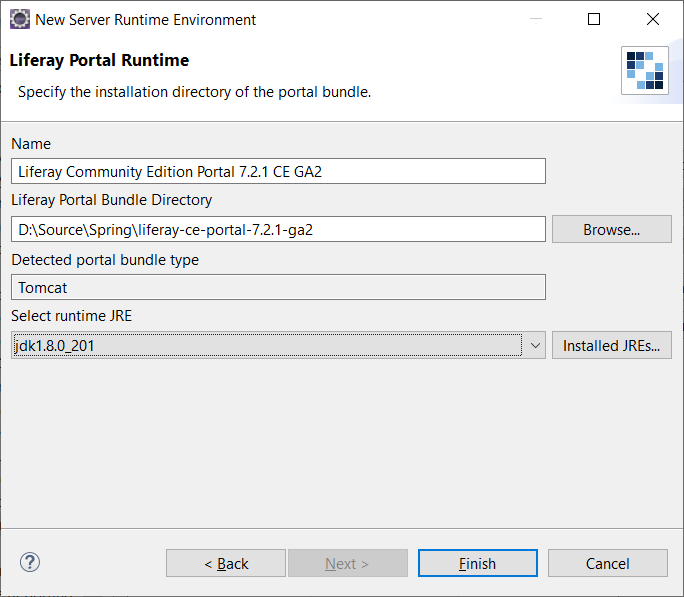 New Server Runtime Environment
Liferay Portal Runtime
Specify the installation directory of the portal bundle.
Name
Liferay Community Edition Portal 7.2.1 CE GA2
Liferay Portal Bundle Directory
D:\Source\Spring\liferay-ce-portal-7.2.1-ga2
Browse...
Detected portal bundle type
Tomcat
Select runtime JRE
jdk1.8.0_201
Installed JREs...
?
< Back
Next >
Finish
Cancel